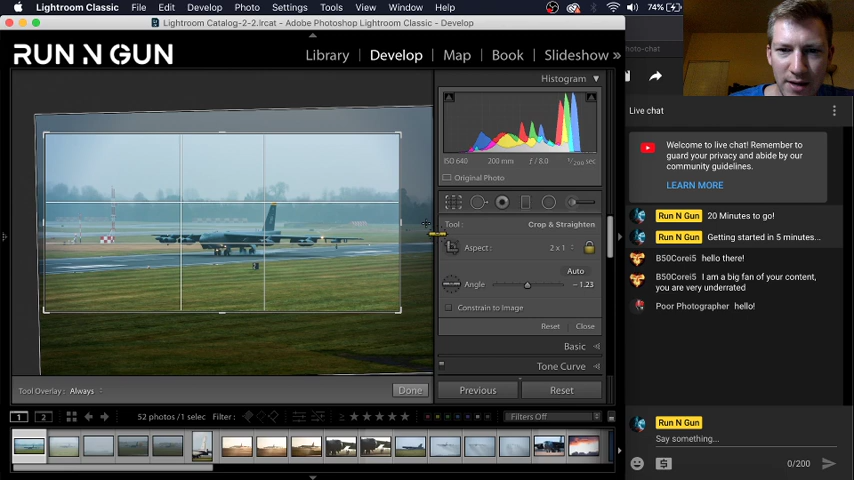 Lightroom Classic File Edit Develop Photo Settings Tools View Window Help 74%
Lightroom Catalog-2-2.lrcat - Adobe Photoshop Lightroom Classic - Develop
RUN N GUN
Library | Develop | Map | Book | Slideshow »
Histogram
ISO 640 200 mm f / 8.0
Original Photo
Tool : Crop & Straighten
Aspect : 2 x 1
Auto
Angle - 1.23
Constrain to Image
Reset Close
Basic
Tone Curve
Tool Overlay : Always
Done
Previous
Reset
1 2 52 photos /1 selec Filter : Filters Off
Live chat
Welcome to live chat! Remember to
guard your privacy and abide by our
community guidelines.
LEARN MORE
Run N Gun 20 Minutes to go!
Run N Gun Getting started in 5 minutes...
B50Corei5 hello there!
B50Corei5 I am a big fan of your content,
you are very underrated
Poor Photographer hello!
Run N Gun
Say something...
0/200